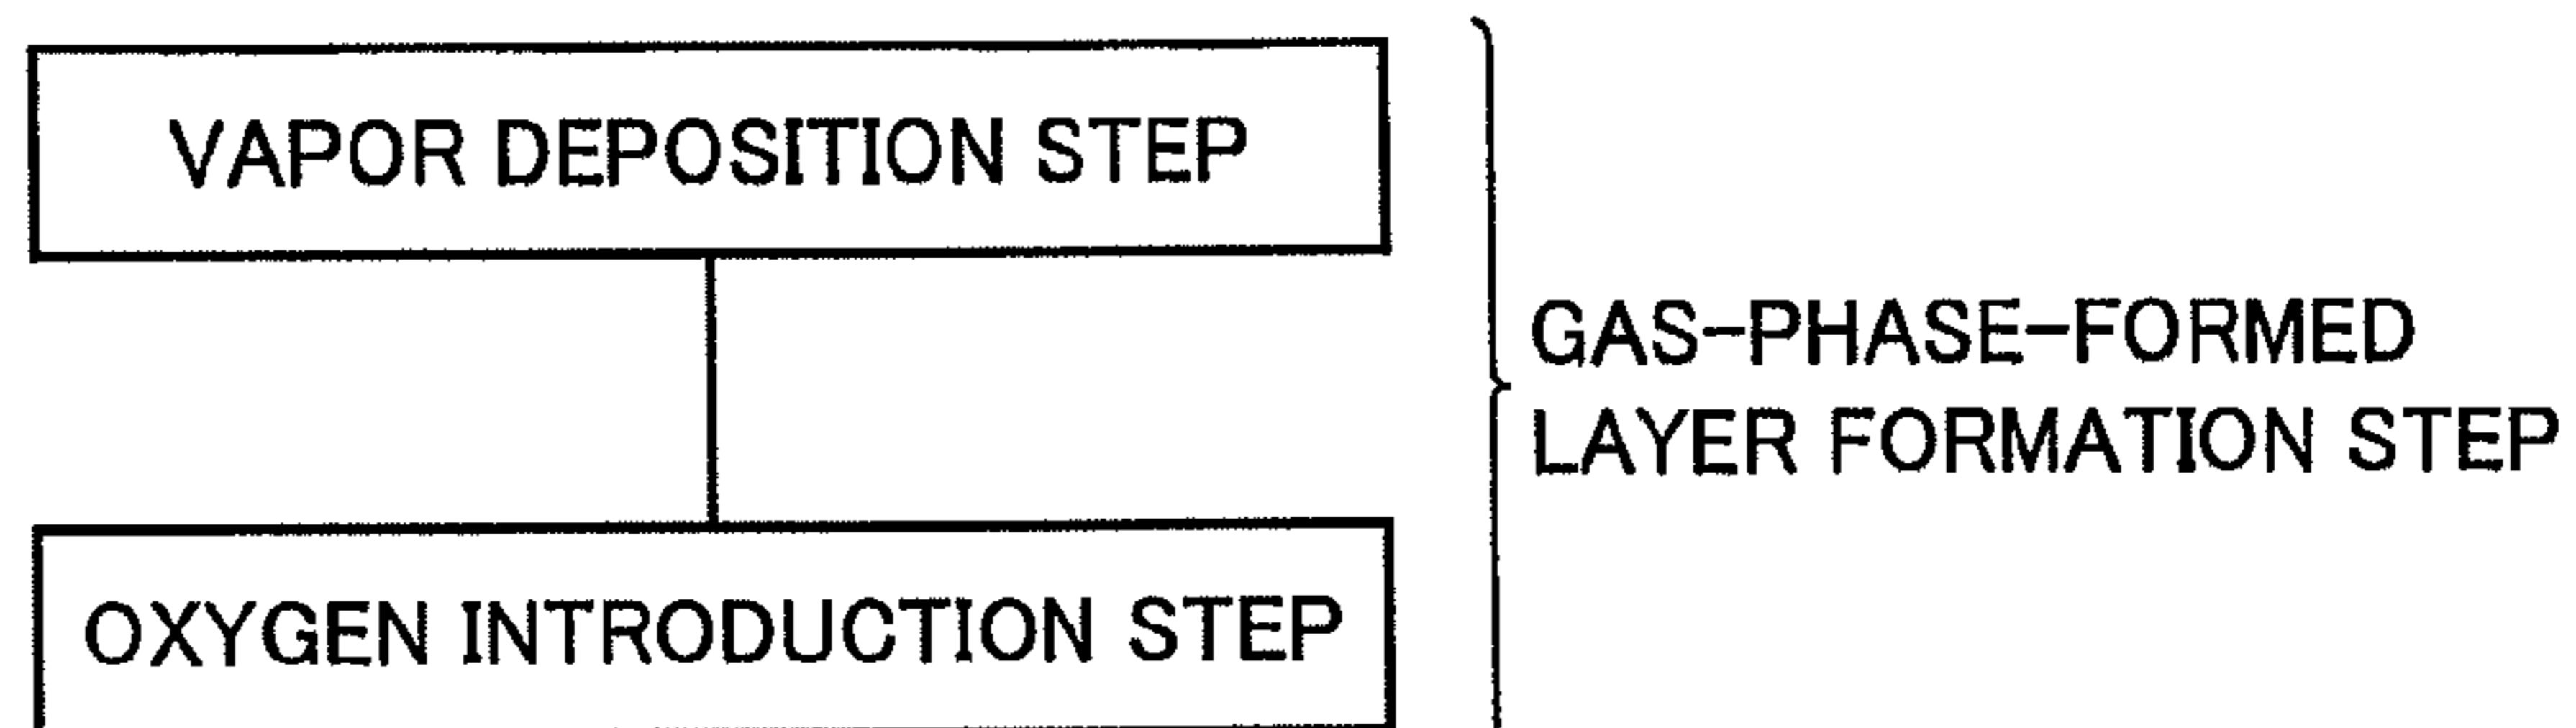 VAPOR DEPOSITION STEP
GAS-PHASE-FORMED
LAYER FORMATION STEP
OXYGEN INTRODUCTION STEP